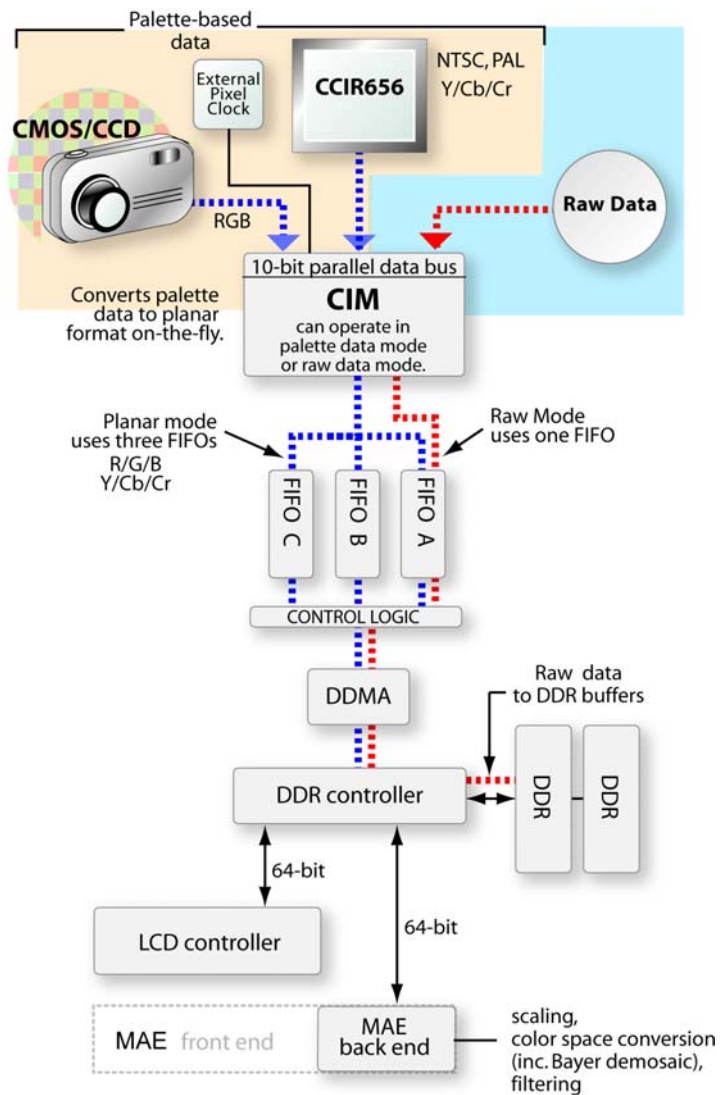 Palette-based
data
External
Pixel
Clock
CCIR656
NTSC, PAL
Y/Cb/Cr
CMOS/CCD
RGB
Raw Data
10-bit parallel data bus
CIM
can operate in
palette data mode
or raw data mode.
Converts palette
data to planar
format on-the-fly.
Planar mode
uses three FIFOs
R/G/B
Y/Cb/Cr
Raw Mode
uses one FIFO
FIFO C
FIFO B
FIFO A
CONTROL LOGIC
DDMA
Raw data
to DDR buffers
DDR controller
DDR
DDR
64-bit
LCD controller
64-bit
MAE front end
MAE
back end
scaling,
color space conversion
(inc. Bayer demosaic),
filtering